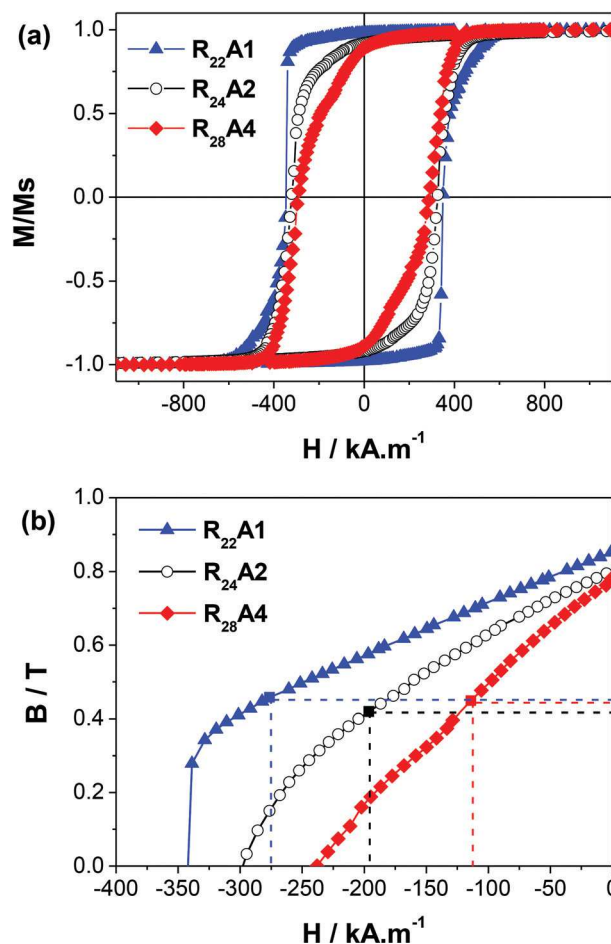 (a)
R₂₂A1
R₂₄A2
R₂₈A4
M/Ms
1.0
0.5
0.0
-0.5
-1.0
-800 -400 0 400 800
H / kA.m⁻¹
(b)
R₂₂A1
R₂₄A2
R₂₈A4
B / T
1.0
0.8
0.6
0.4
0.2
0.0
-400 -350 -300 -250 -200 -150 -100 -50 0
H / kA.m⁻¹